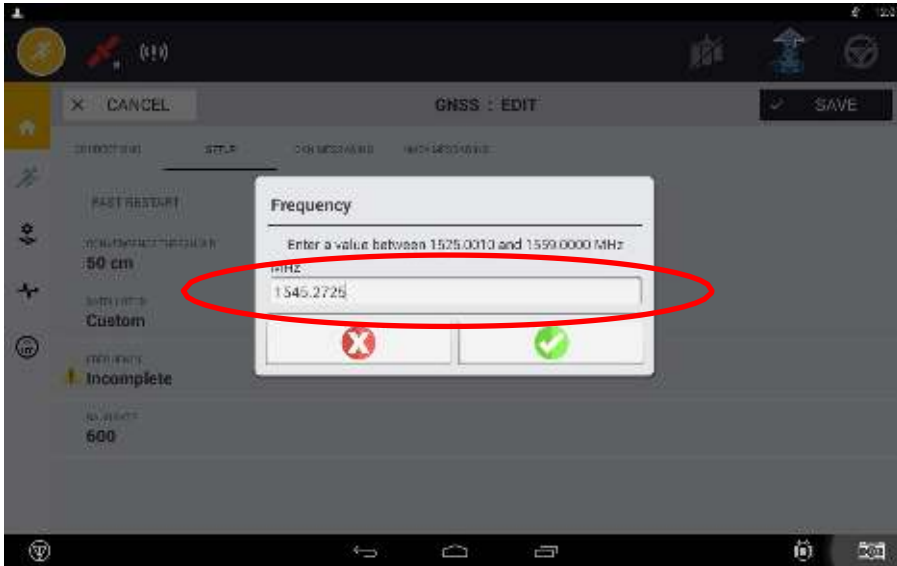 CANCEL
GNSS : EDIT
SAVE
SETUP
FAST RESTART
50 cm
Custom
FREQUENCY
Incomplete
600
Frequency
Enter a value between 1525.0010 and 1559.0000 MHz
MHz
1545.2725